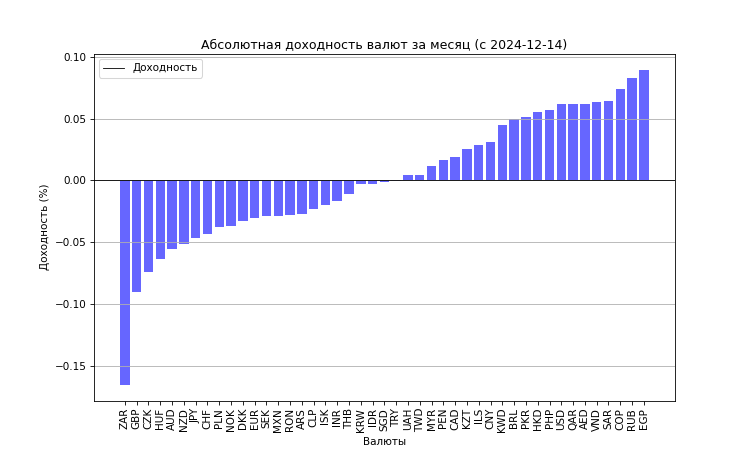 Абсолютная доходность валют за месяц (с 2024-12-14)
Доходность
0.10
0.05
0.00
−0.05
−0.10
−0.15
Доходность (%)
ZAR GBP CZK HUF AUD NZD JPY CHF PLN NOK DKK EUR SEK MXN RON ARS CLP ISK INR THB KRW IDR SGD TRY UAH TWD MYR PEN CAD KZT ILS CNY KWD BRL PKR HKD PHP USD QAR AED VND SAR COP RUB EGP
Валюты